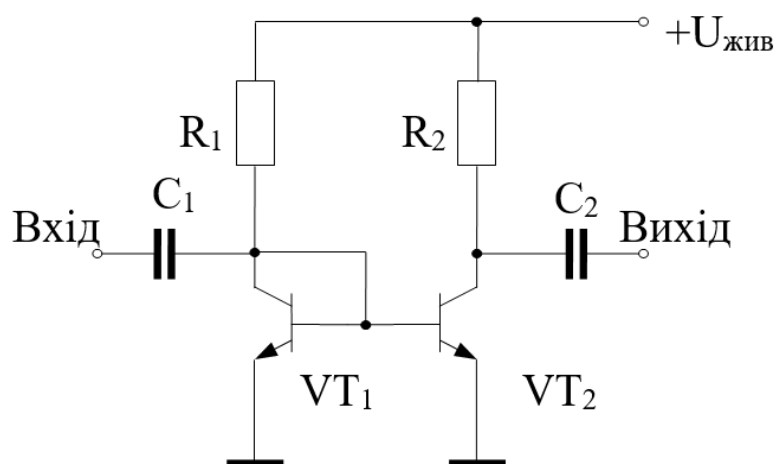 +Uжив
R1
R2
C1
C2
Вхід
Вихід
VT1
VT2